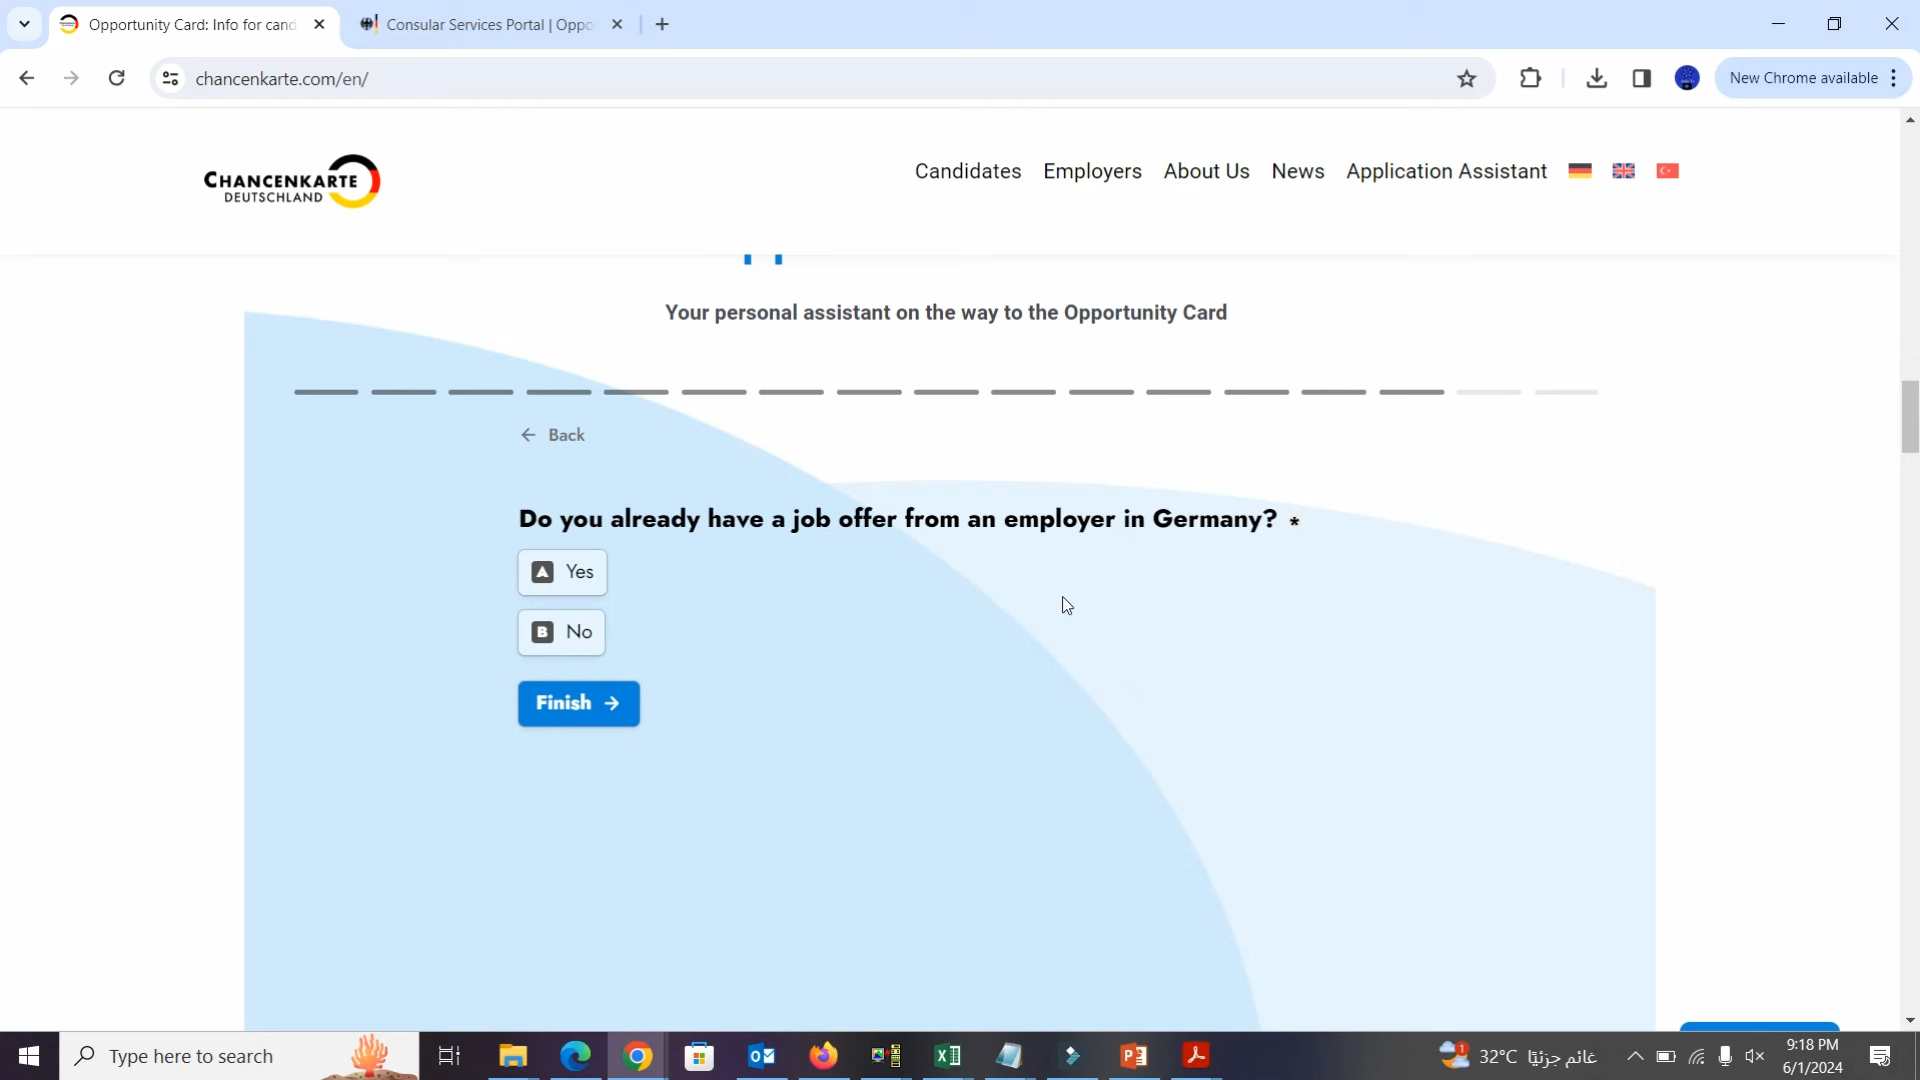 Opportunity Card: Info for cand
Consular Services Portal | Oppo
chancenkarte.com/en/
New Chrome available
CHANCENKARTE
DEUTSCHLAND
Candidates Employers About Us News Application Assistant
Your personal assistant on the way to the Opportunity Card
← Back
Do you already have a job offer from an employer in Germany? *
A Yes
B No
Finish →
Type here to search
32°C غائم جزئيًا
9:18 PM
6/1/2024